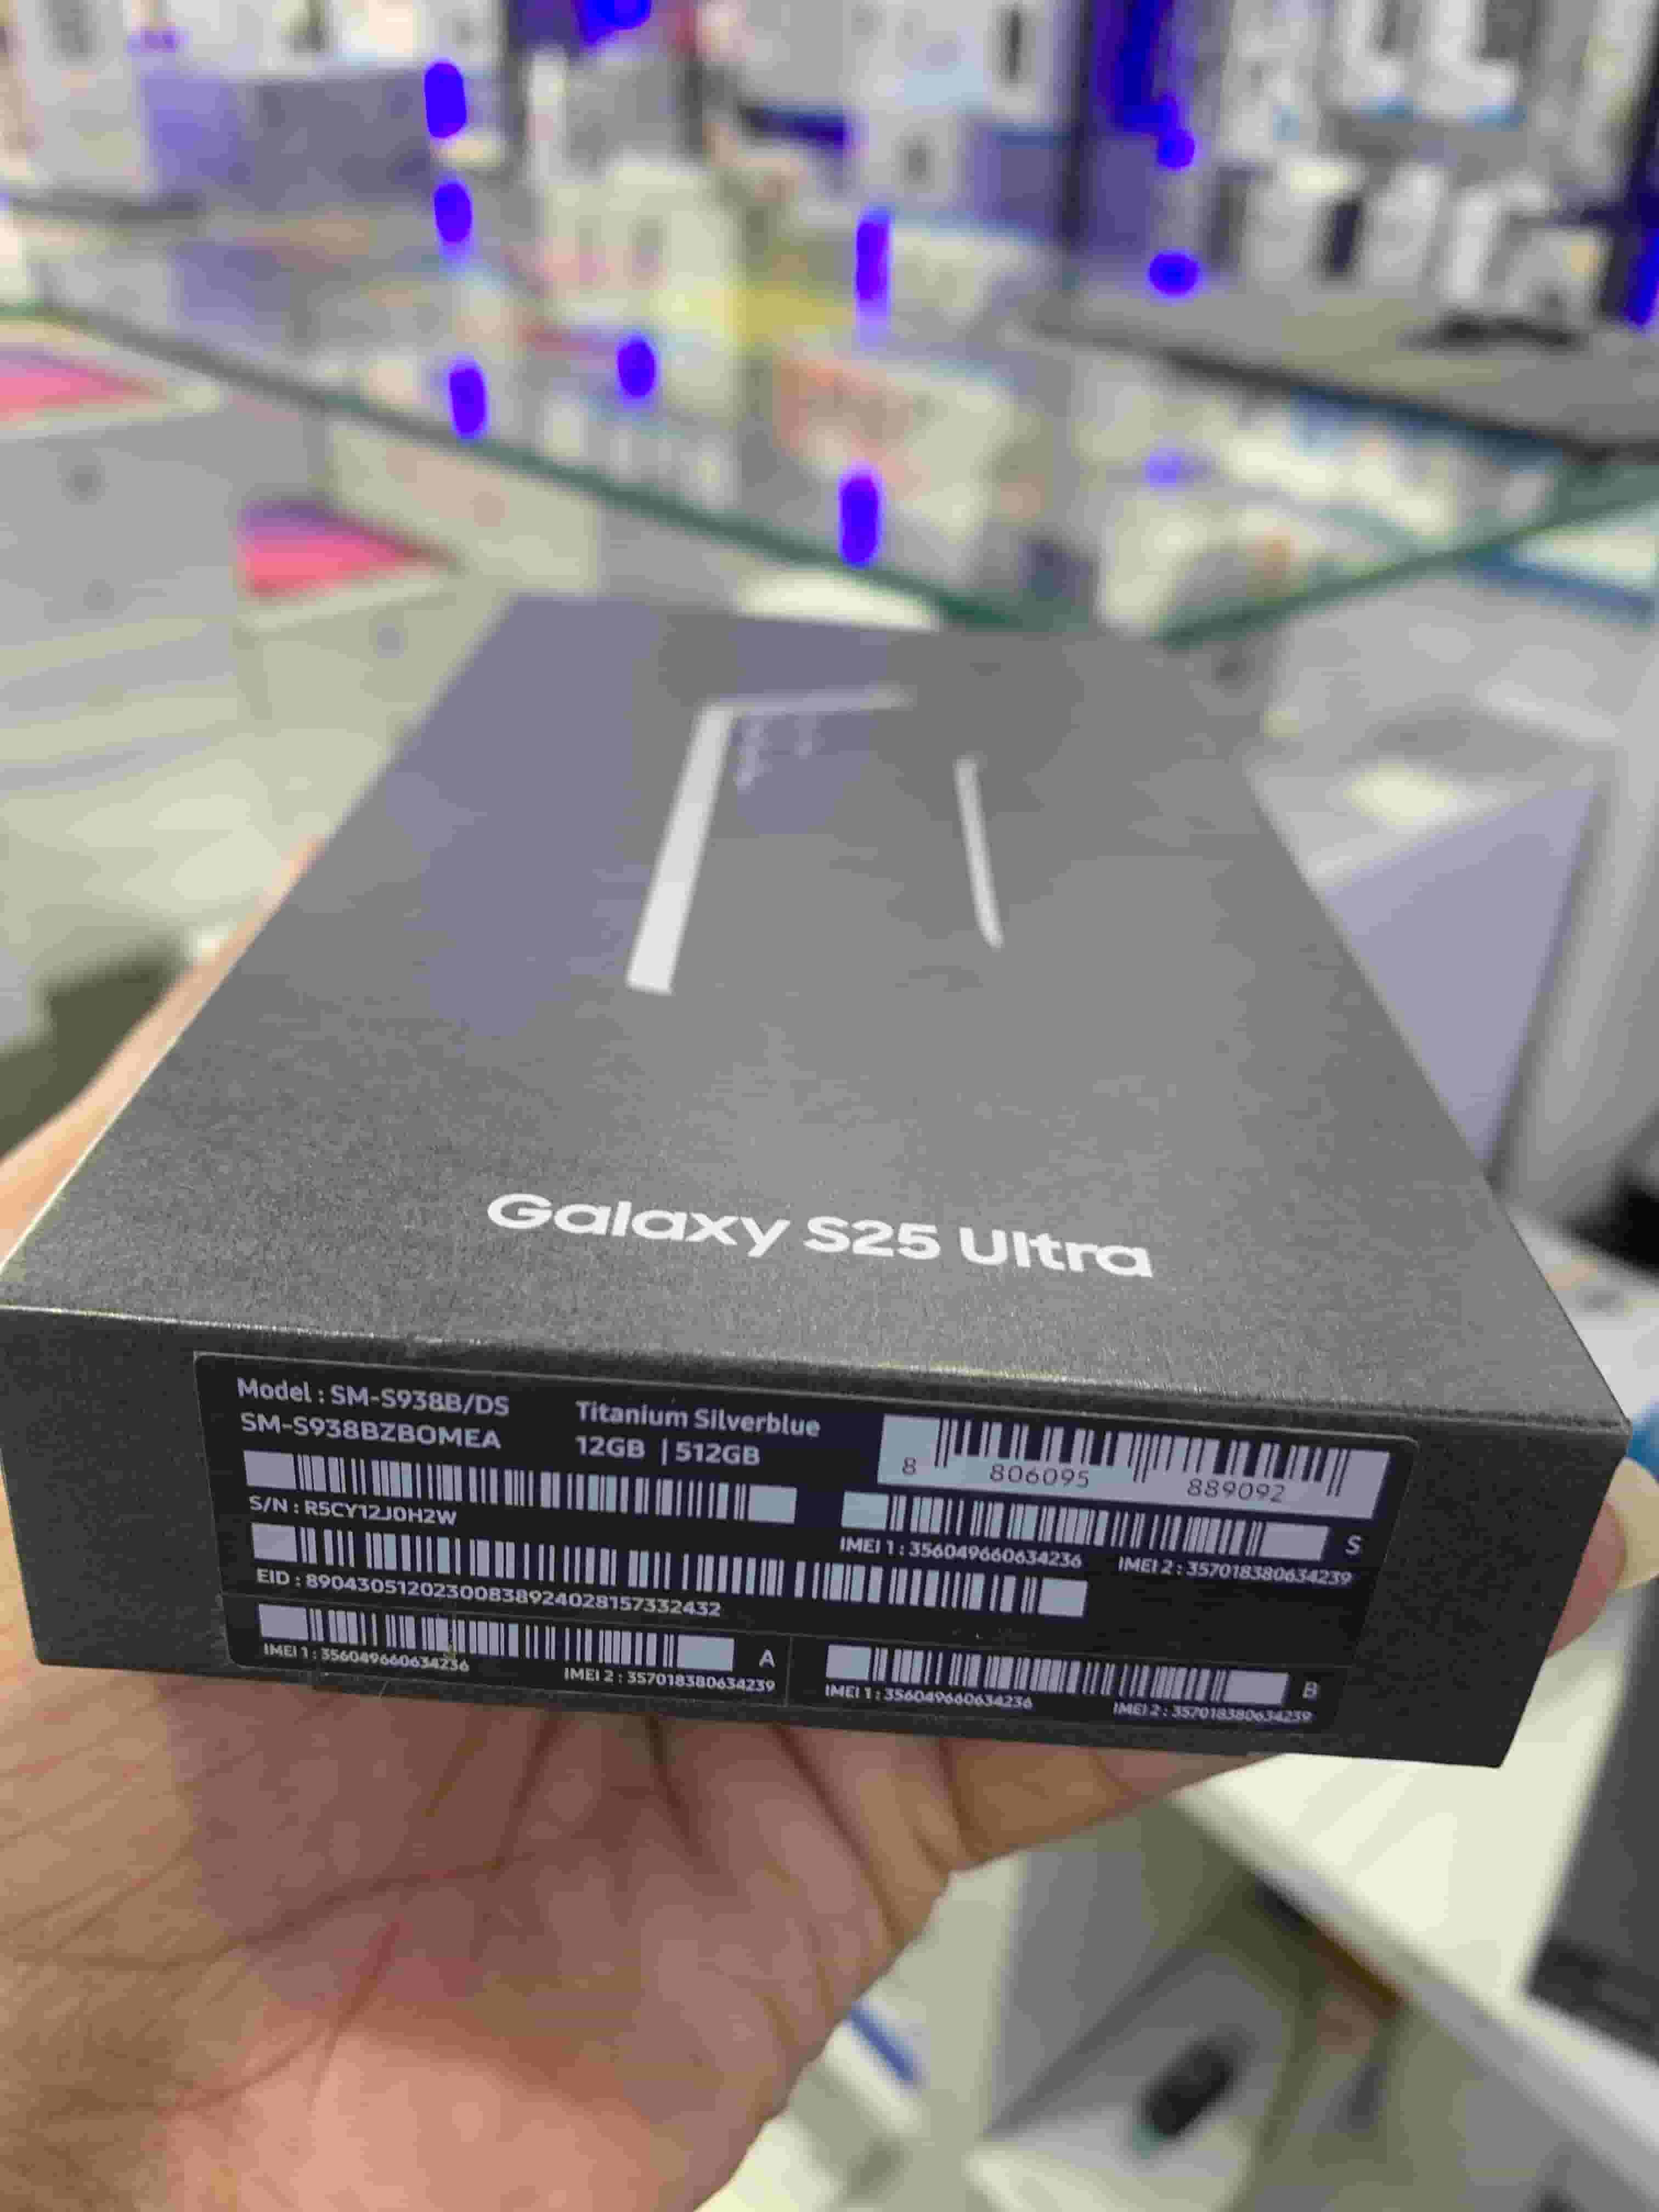 Galaxy S25 Ultra
Model : SM-S938B/DS
SM-S938BZBOMEA
Titanium Silverblue
12GB | 512GB
8 806095 889092
S/N : R5CY12J0H2W
IMEI 1 : 356049660634236 IMEI 2 : 357018380634239
S
EID : 89043051202300838924028157332432
IMEI 1 : 356049660634236 IMEI 2 : 357018380634239
A
IMEI 1 : 356049660634236 IMEI 2 : 357018380634239
B